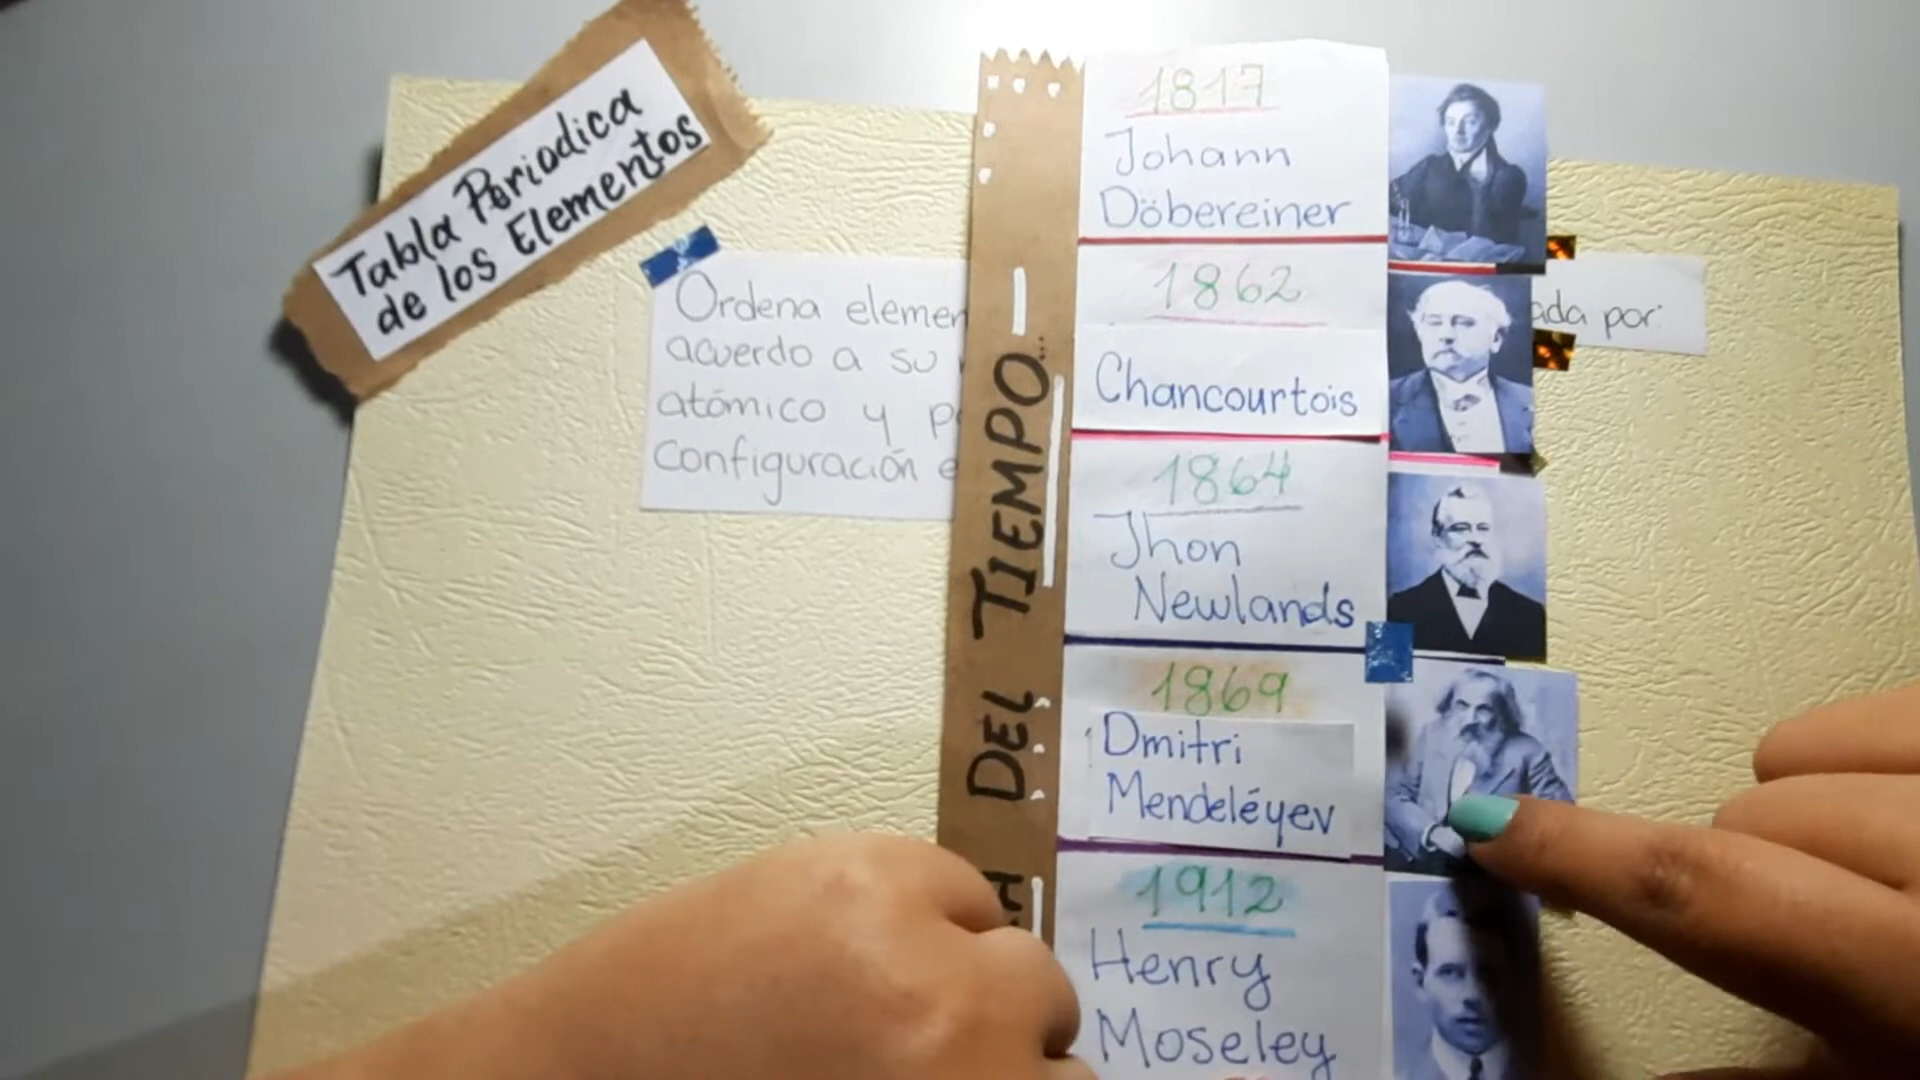 Tabla Periodica
de los Elementos
Ordena elemen
acuerdo a su
atómico y p
configuración e
DEL TIEMPO...
1817
Johann
Döbereiner
1862
Chancourtois
1864
Jhon
Newlands
1869
Dmitri
Mendeléyev
1912
Henry
Moseley
ada por: